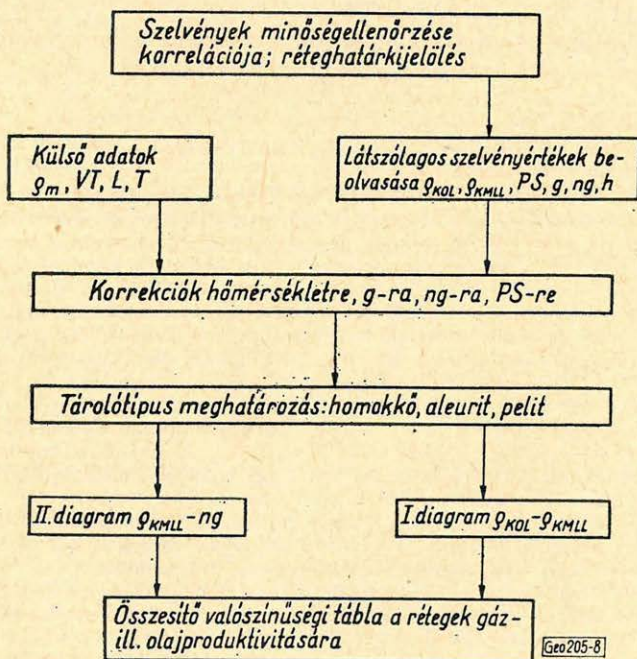 Szelvények minőségellenőrzése
korrelációja; réteghatárkijelölés
Külső adatok
ϱm, VT, L, T
Látszólagos szelvényértékek be-
olvasása ϱKOL, ϱKMLL, PS, g, ng, h
Korrekciók hőmérsékletre, g-ra, ng-ra, PS-re
Tárolótípus meghatározás: homokkő, aleurit, pelit
II. diagram ϱKMLL-ng
I. diagram ϱKOL-ϱKMLL
Összesítő valószínűségi tábla a rétegek gáz-
ill. olajproduktivitására
Geo 205-8